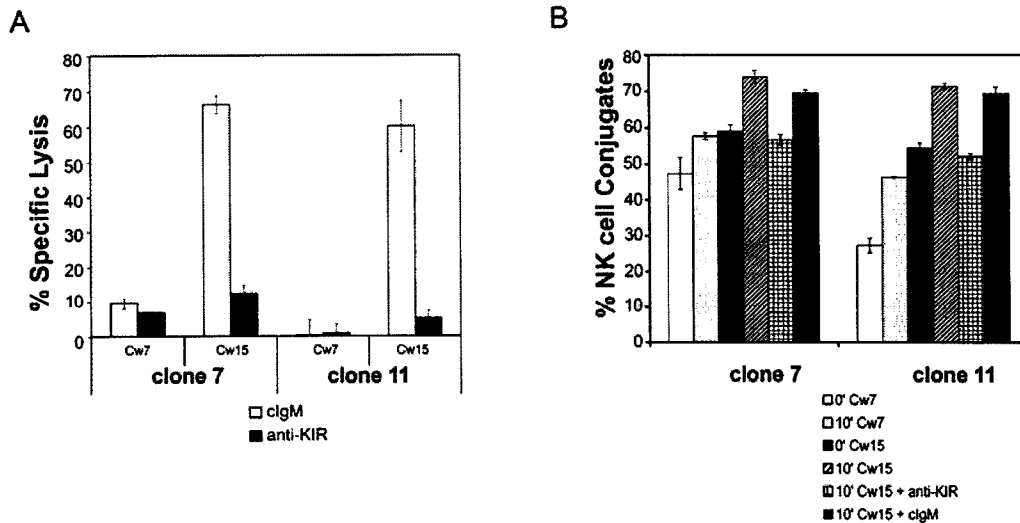 A
% Specific Lysis
80
70
60
50
40
30
20
10
0
Cw7
Cw15
Cw7
Cw15
clone 7
clone 11
cIgM
anti-KIR
B
% NK cell Conjugates
80
70
60
50
40
30
20
10
0
clone 7
clone 11
0' Cw7
10' Cw7
0' Cw15
10' Cw15
10' Cw15 + anti-KIR
10' Cw15 + cIgM